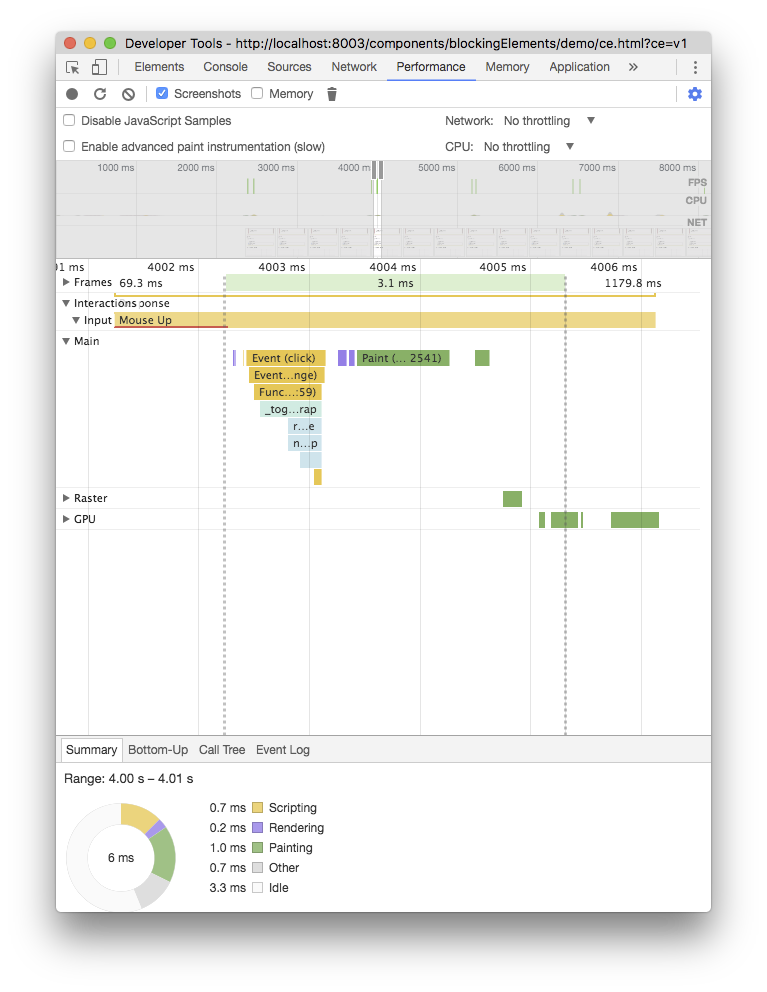 Developer Tools - http://localhost:8003/components/blockingElements/demo/ce.html?ce=v1
Elements Console Sources Network Performance Memory Application »
Screenshots Memory
Disable JavaScript Samples Network: No throttling
Enable advanced paint instrumentation (slow) CPU: No throttling
1000 ms 2000 ms 3000 ms 4000 m 5000 ms 6000 ms 7000 ms 8000 ms
FPS
CPU
NET
01 ms 4002 ms 4003 ms 4004 ms 4005 ms 4006 ms
Frames 69.3 ms 3.1 ms 1179.8 ms
Interactions ponse
Input Mouse Up
Main
Event (click) Paint (... 2541)
Event...nge)
Func...:59)
_tog...rap
r...e
n...p
Raster
GPU
Summary Bottom-Up Call Tree Event Log
Range: 4.00 s – 4.01 s
0.7 ms Scripting
0.2 ms Rendering
6 ms 1.0 ms Painting
0.7 ms Other
3.3 ms Idle